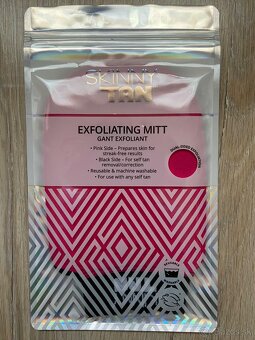 SKINNY
TAN
EXFOLIATING MITT
GANT EXFOLIANT
• Pink Side – Prepares skin for
streak-free results
• Black Side – For self tan
removal/correction
• Reusable & machine washable
• For use with any self tan